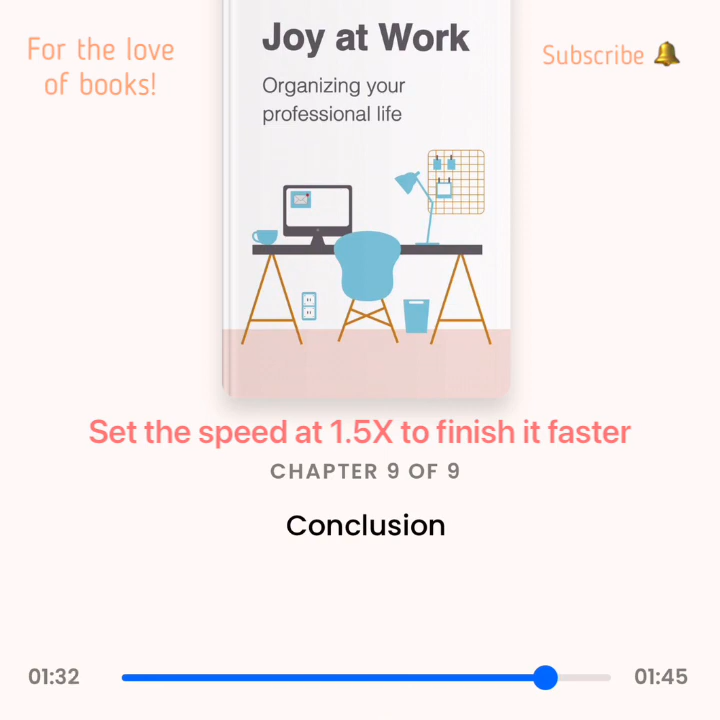 For the love
of books!
Subscribe 🔔
Joy at Work
Organizing your
professional life
Set the speed at 1.5X to finish it faster
CHAPTER 9 OF 9
Conclusion
01:32
01:45